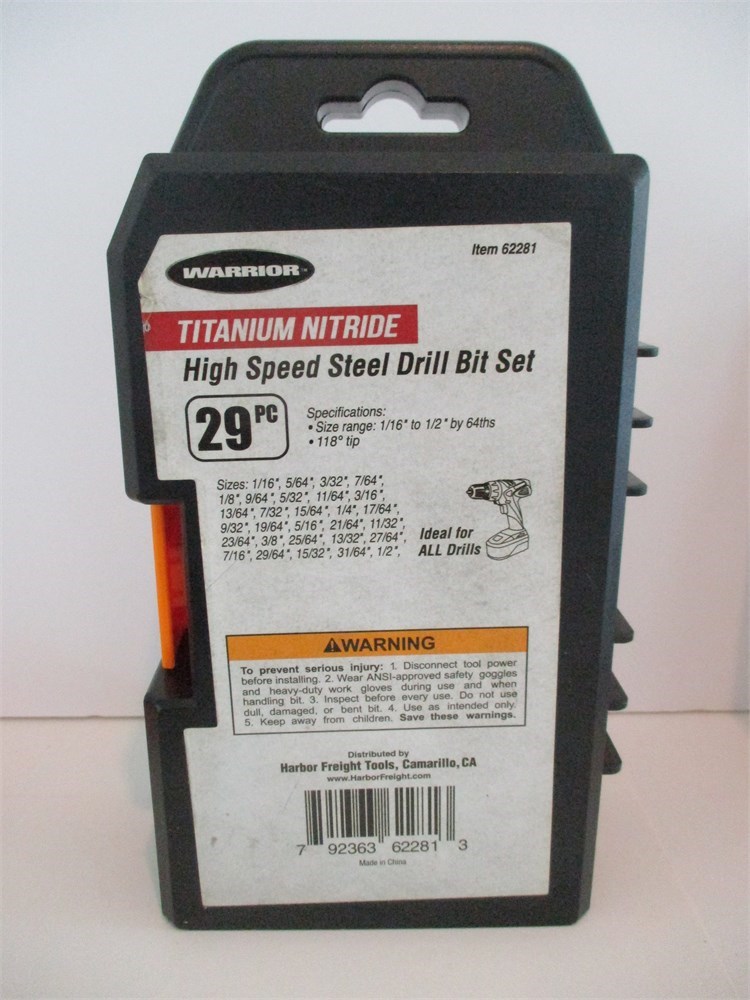 WARRIOR™
Item 62281
TITANIUM NITRIDE
High Speed Steel Drill Bit Set
29 PC
Specifications:
• Size range: 1/16" to 1/2" by 64ths
• 118° tip
Sizes: 1/16", 5/64", 3/32", 7/64",
1/8", 9/64", 5/32", 11/64", 3/16",
13/64", 7/32", 15/64", 1/4", 17/64",
9/32", 19/64", 5/16", 21/64", 11/32",
23/64", 3/8", 25/64", 13/32", 27/64",
7/16", 29/64", 15/32", 31/64", 1/2",
Ideal for
ALL Drills
⚠WARNING
To prevent serious injury: 1. Disconnect tool power
before installing. 2. Wear ANSI-approved safety goggles
and heavy-duty work gloves during use and when
handling bit. 3. Inspect before every use. Do not use
dull, damaged, or bent bit. 4. Use as intended only.
5. Keep away from children. Save these warnings.
Distributed by
Harbor Freight Tools, Camarillo, CA
www.HarborFreight.com
7 92363 62281 3
Made in China